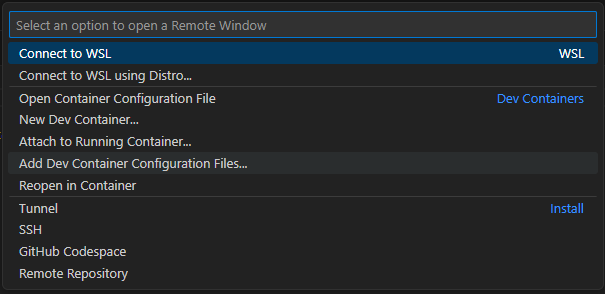 Select an option to open a Remote Window
Connect to WSL WSL
Connect to WSL using Distro...
Open Container Configuration File Dev Containers
New Dev Container...
Attach to Running Container...
Add Dev Container Configuration Files...
Reopen in Container
Tunnel Install
SSH
GitHub Codespace
Remote Repository